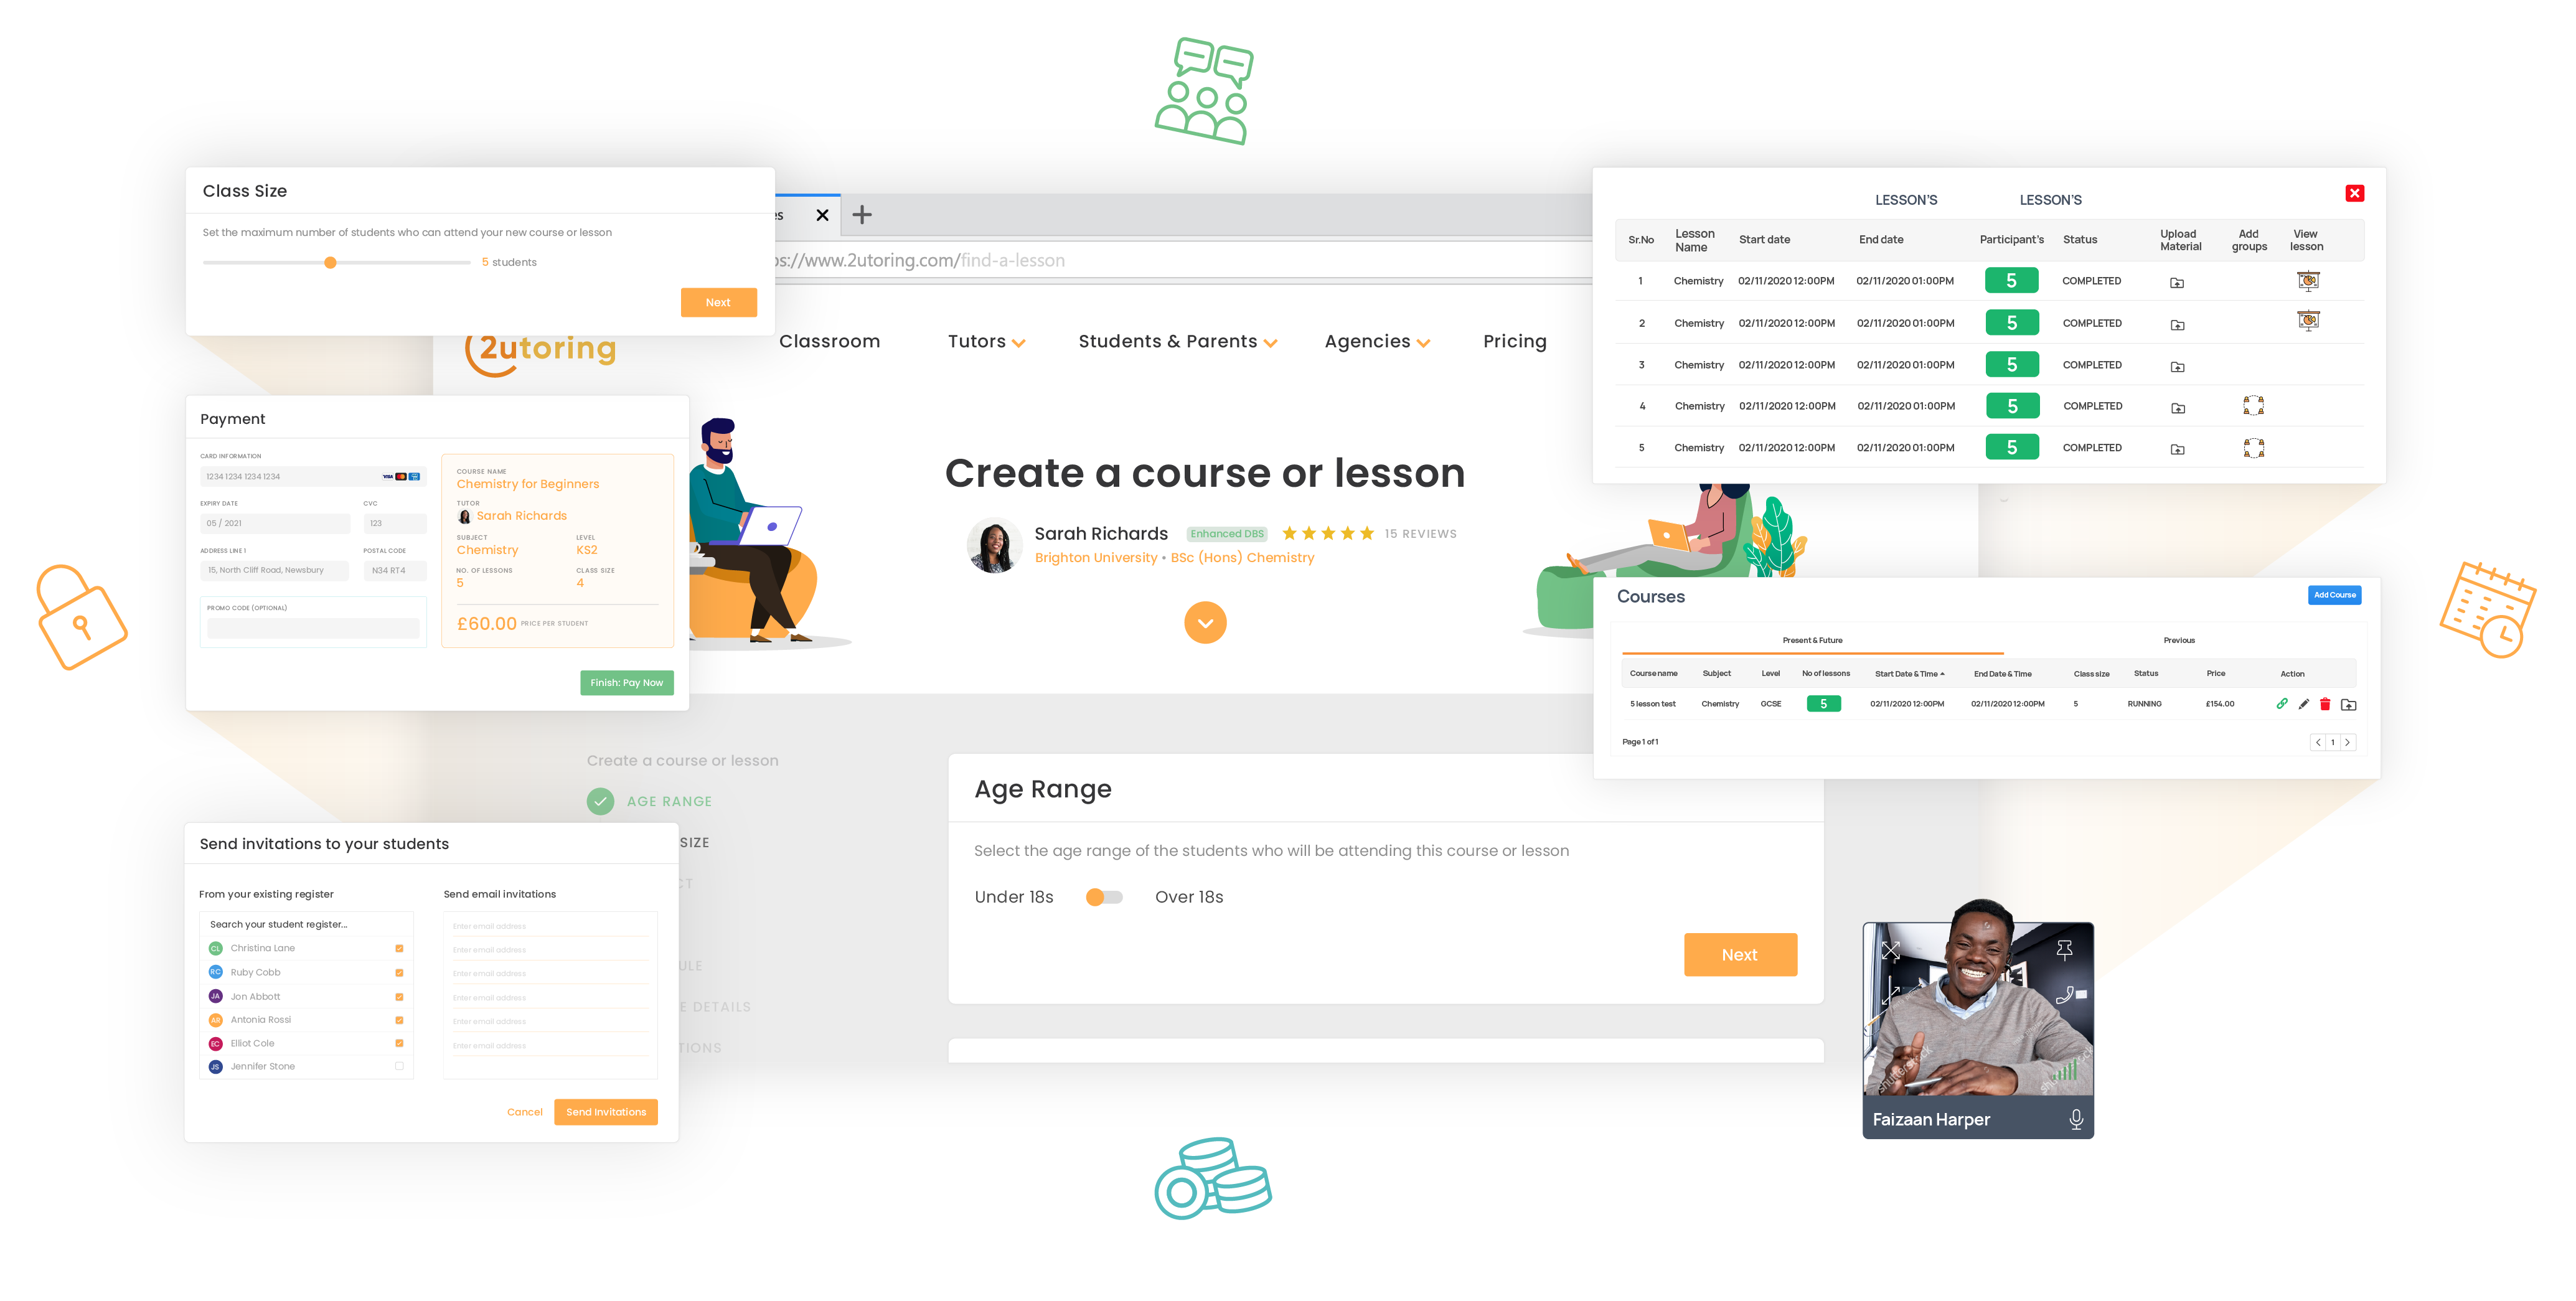 Class Size
Set the maximum number of students who can attend your new course or lesson
5 students
Next
ps://www.2utoring.com/find-a-lesson
2utoring
Classroom
Tutors
Students & Parents
Agencies
Pricing
Payment
CARD INFORMATION
1234 1234 1234 1234
VISA
EXPIRY DATE
CVC
05 / 2021
123
ADDRESS LINE 1
POSTAL CODE
15, North Cliff Road, Newsbury
N34 RT4
PROMO CODE (OPTIONAL)
COURSE NAME
Chemistry for Beginners
TUTOR
Sarah Richards
SUBJECT
LEVEL
Chemistry
KS2
NO. OF LESSONS
CLASS SIZE
5
4
£60.00 PRICE PER STUDENT
Finish: Pay Now
Create a course or lesson
Sarah Richards
Enhanced DBS
15 REVIEWS
Brighton University • BSc (Hons) Chemistry
LESSON'S
LESSON'S
Sr.No
Lesson
Name
Start date
End date
Participant's
Status
Upload
Material
Add
groups
View
lesson
1 Chemistry 02/11/2020 12:00PM 02/11/2020 01:00PM 5 COMPLETED
2 Chemistry 02/11/2020 12:00PM 02/11/2020 01:00PM 5 COMPLETED
3 Chemistry 02/11/2020 12:00PM 02/11/2020 01:00PM 5 COMPLETED
4 Chemistry 02/11/2020 12:00PM 02/11/2020 01:00PM 5 COMPLETED
5 Chemistry 02/11/2020 12:00PM 02/11/2020 01:00PM 5 COMPLETED
Courses
Add Course
Present & Future
Previous
Course name Subject Level No of lessons Start Date & Time End Date & Time Class size Status Price Action
5 lesson test Chemistry GCSE 5 02/11/2020 12:00PM 02/11/2020 12:00PM 5 RUNNING £154.00
Page 1 of 1
1
Create a course or lesson
AGE RANGE
SIZE
CT
ULE
E DETAILS
TIONS
Age Range
Select the age range of the students who will be attending this course or lesson
Under 18s
Over 18s
Next
Send invitations to your students
From your existing register
Search your student register...
CL Christina Lane
RC Ruby Cobb
JA Jon Abbott
AR Antonia Rossi
EC Elliot Cole
JS Jennifer Stone
Send email invitations
Enter email address
Enter email address
Enter email address
Enter email address
Enter email address
Enter email address
Cancel
Send Invitations
shutterstock
Faizaan Harper